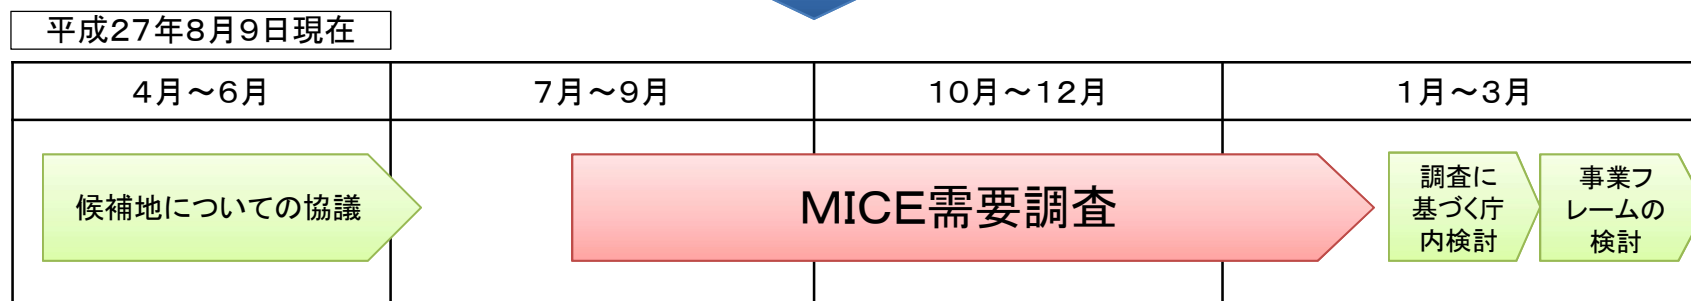 平成27年8月9日現在
4月～6月
7月～9月
10月～12月
1月～3月
候補地についての協議
MICE需要調査
調査に
基づく庁
内検討
事業フ
レームの
検討